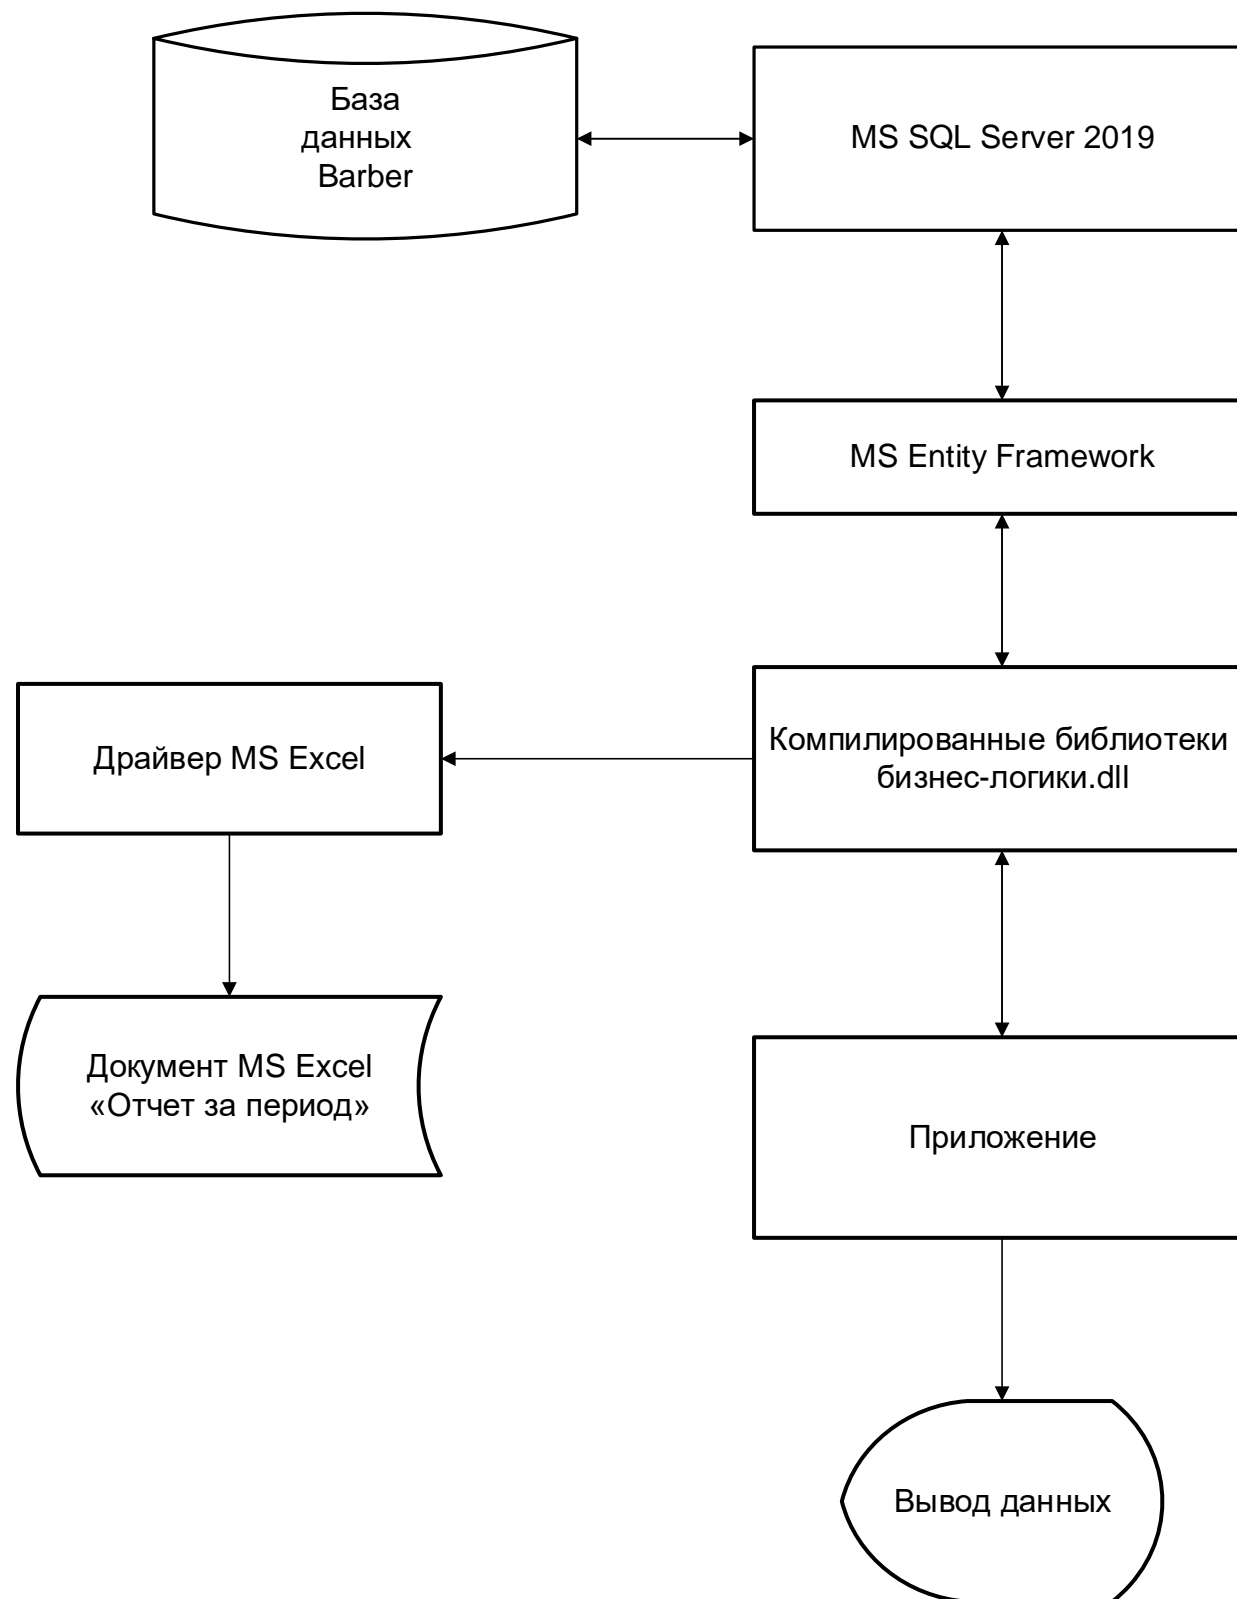 База
данных
Barber
MS SQL Server 2019
MS Entity Framework
Компилированные библиотеки
бизнес-логики.dll
Драйвер MS Excel
Документ MS Excel
«Отчет за период»
Приложение
Вывод данных